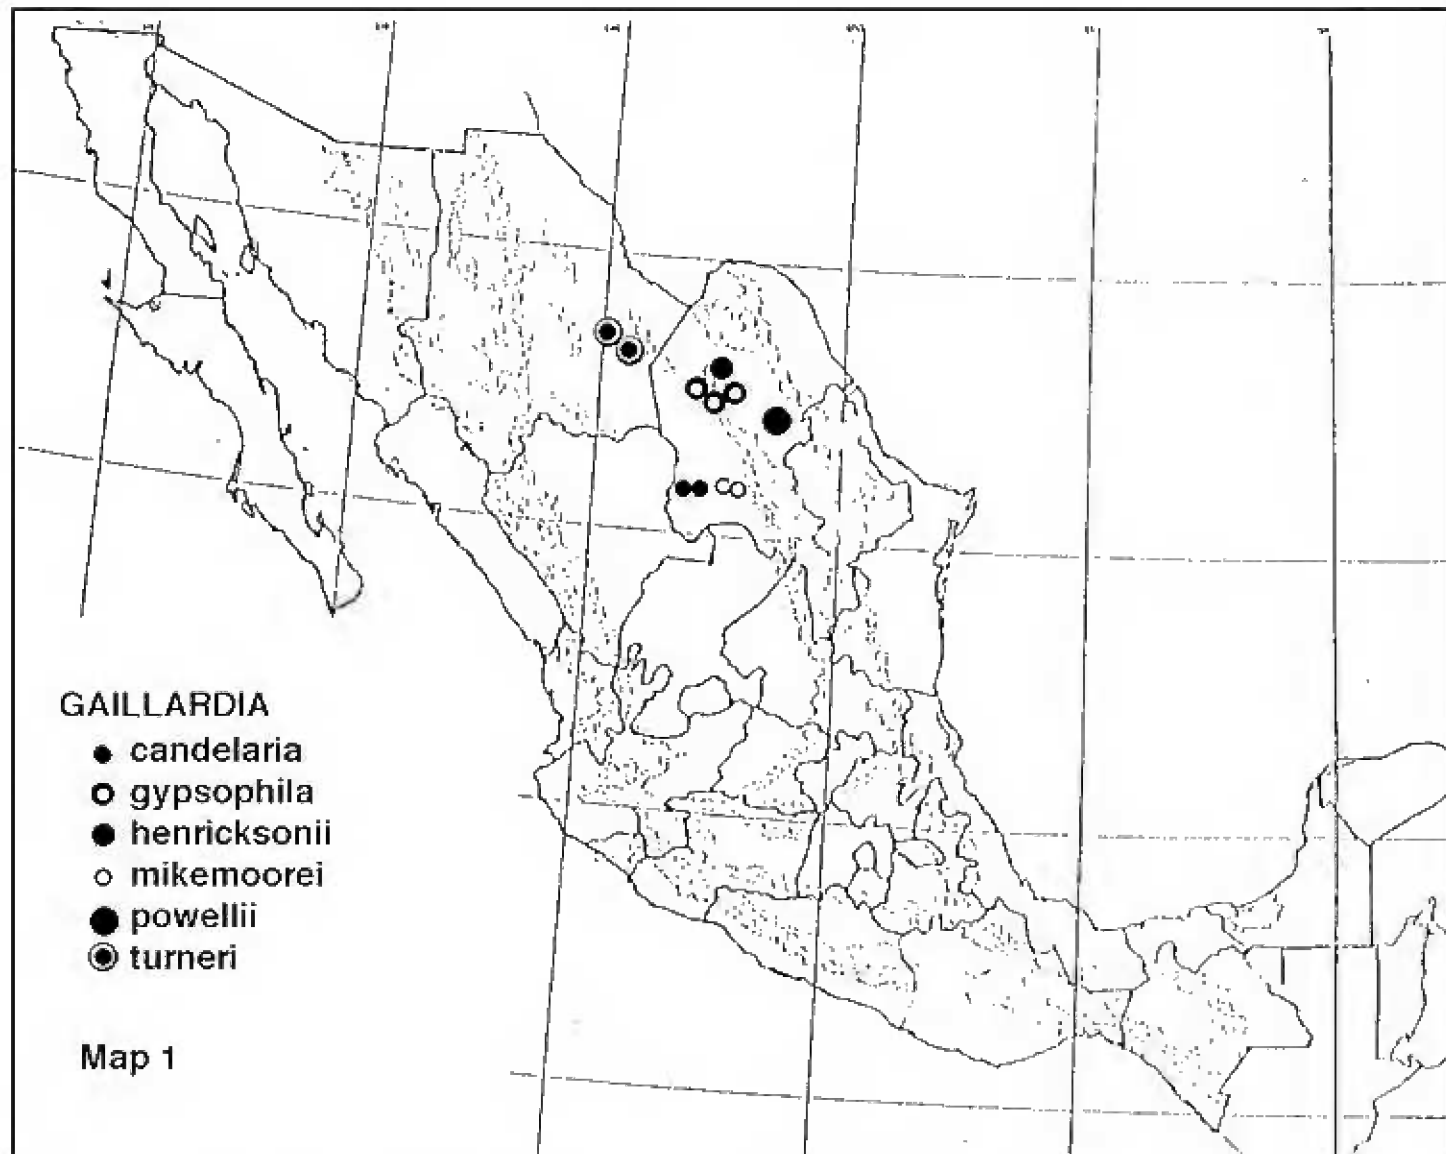 GAILLARDIA
candelaria
gypsophila
henricksonii
mikemoorei
powellii
turneri
Map 1